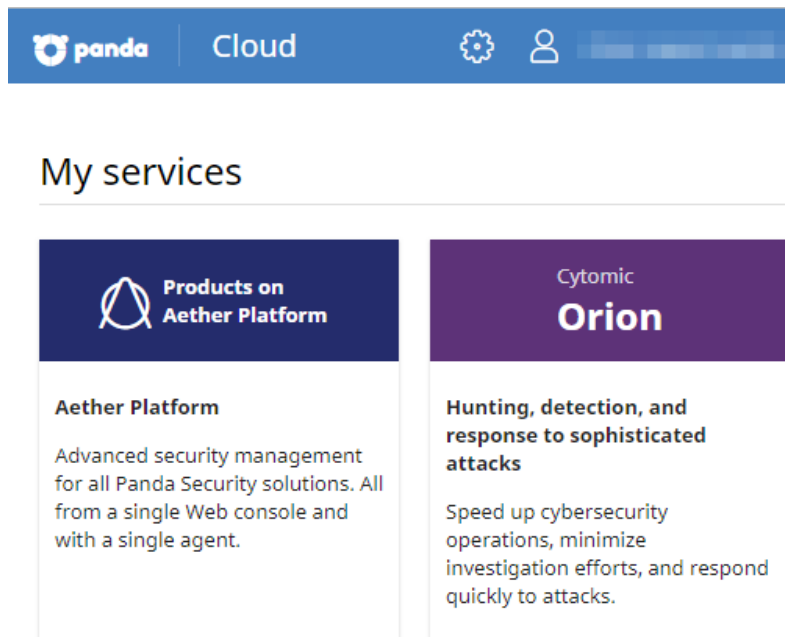 panda Cloud
My services
Products on
Aether Platform
Aether Platform
Advanced security management
for all Panda Security solutions. All
from a single Web console and
with a single agent.
Cytomic
Orion
Hunting, detection, and
response to sophisticated
attacks
Speed up cybersecurity
operations, minimize
investigation efforts, and respond
quickly to attacks.